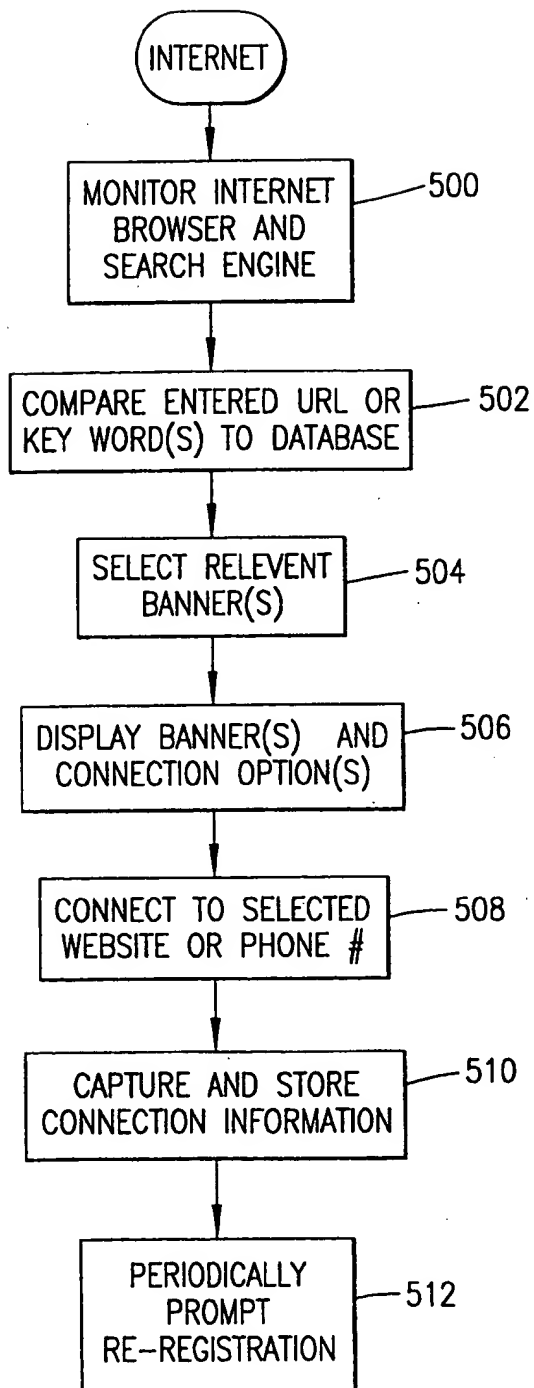 INTERNET
MONITOR INTERNET
BROWSER AND
SEARCH ENGINE
500
COMPARE ENTERED URL OR
KEY WORD(S) TO DATABASE
502
SELECT RELEVENT
BANNER(S)
504
DISPLAY BANNER(S) AND
CONNECTION OPTION(S)
506
CONNECT TO SELECTED
WEBSITE OR PHONE #
508
CAPTURE AND STORE
CONNECTION INFORMATION
510
PERIODICALLY
PROMPT
RE-REGISTRATION
512